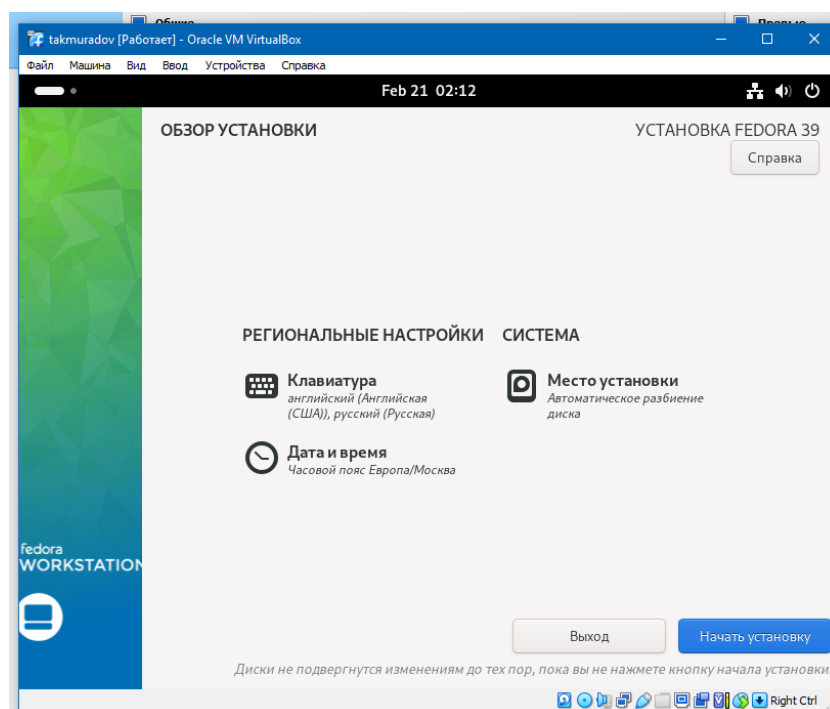 Общие
takmuradov [Работает] - Oracle VM VirtualBox
Файл Машина Вид Ввод Устройства Справка
Feb 21 02:12
ОБЗОР УСТАНОВКИ
УСТАНОВКА FEDORA 39
Справка
РЕГИОНАЛЬНЫЕ НАСТРОЙКИ
СИСТЕМА
Клавиатура
английский (Английская
(США)), русский (Русская)
Место установки
Автоматическое разбиение
диска
Дата и время
Часовой пояс Европа/Москва
fedora
WORKSTATION
Выход
Начать установку
Диски не подвергнутся изменениям до тех пор, пока вы не нажмете кнопку начала установки
Right Ctrl